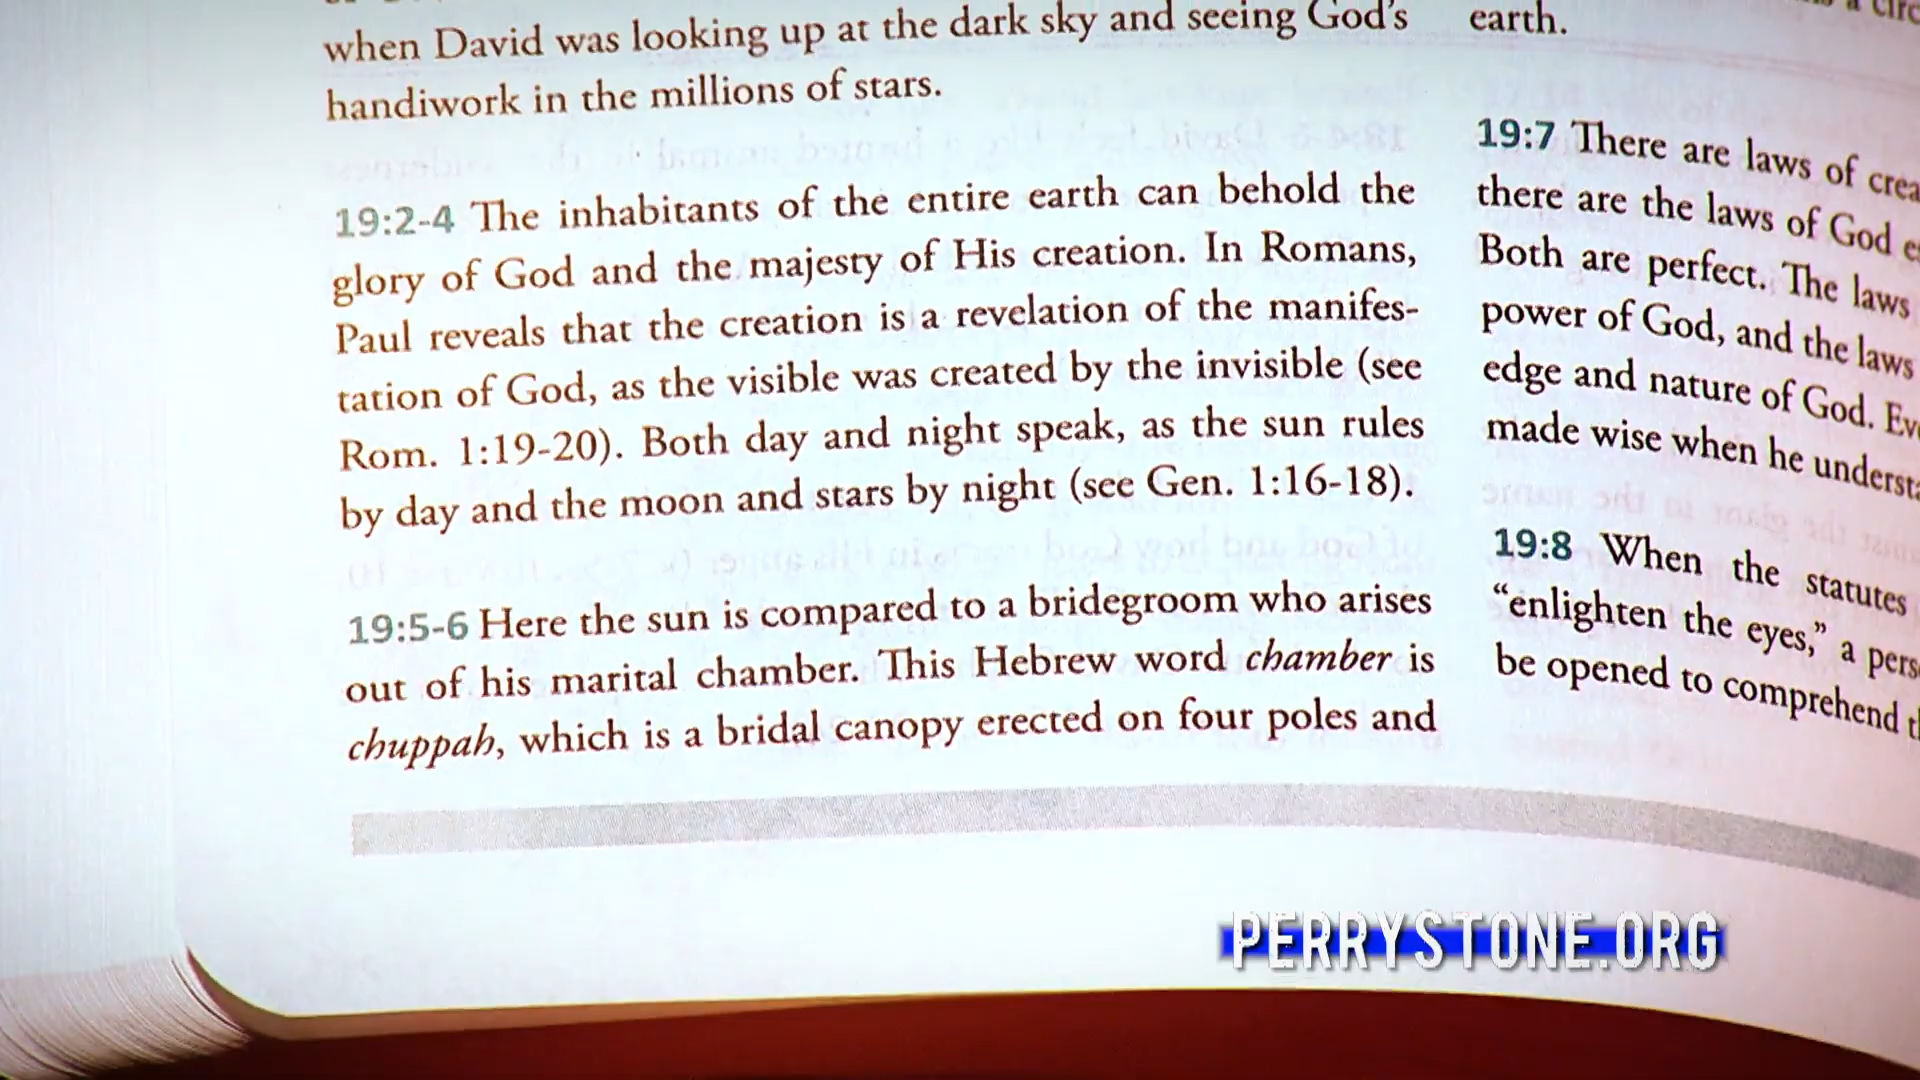 when David was looking up at the dark sky and seeing God's
handiwork in the millions of stars.
19:2-4 The inhabitants of the entire earth can behold the
glory of God and the majesty of His creation. In Romans,
Paul reveals that the creation is a revelation of the manifes-
tation of God, as the visible was created by the invisible (see
Rom. 1:19-20). Both day and night speak, as the sun rules
by day and the moon and stars by night (see Gen. 1:16-18).
19:5-6 Here the sun is compared to a bridegroom who arises
out of his marital chamber. This Hebrew word chamber is
chuppah, which is a bridal canopy erected on four poles and
earth.
19:7 There are laws of crea
there are the laws of God e
Both are perfect. The laws
power of God, and the laws
edge and nature of God. Ev
made wise when he underst
19:8 When the statutes
“enlighten the eyes,” a pers
be opened to comprehend t
PERRYSTONE.ORG